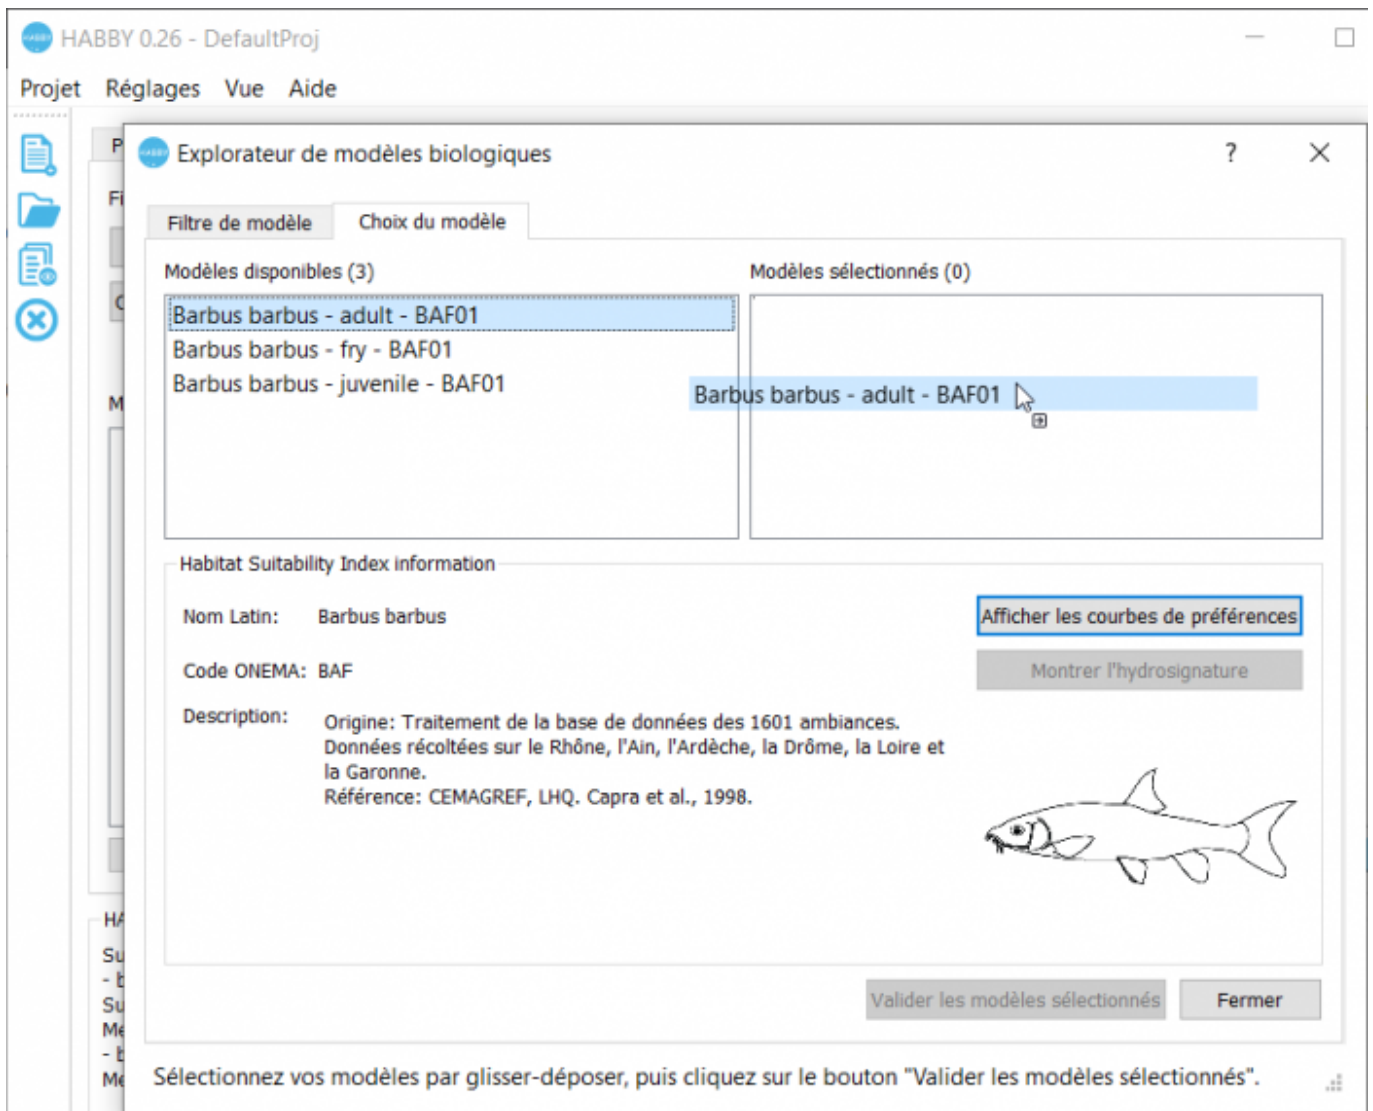 HABBY 0.26 - DefaultProj
Projet Réglages Vue Aide
Explorateur de modèles biologiques ?
Filtre de modèle Choix du modèle
Modèles disponibles (3)
Modèles sélectionnés (0)
Barbus barbus - adult - BAF01
Barbus barbus - fry - BAF01
Barbus barbus - juvenile - BAF01
Barbus barbus - adult - BAF01
Habitat Suitability Index information
Nom Latin: Barbus barbus
Afficher les courbes de préférences
Code ONEMA: BAF
Montrer l'hydrosignature
Description: Origine: Traitement de la base de données des 1601 ambiances.
Données récoltées sur le Rhône, l'Ain, l'Ardèche, la Drôme, la Loire et
la Garonne.
Référence: CEMAGREF, LHQ. Capra et al., 1998.
Valider les modèles sélectionnés Fermer
Sélectionnez vos modèles par glisser-déposer, puis cliquez sur le bouton "Valider les modèles sélectionnés".